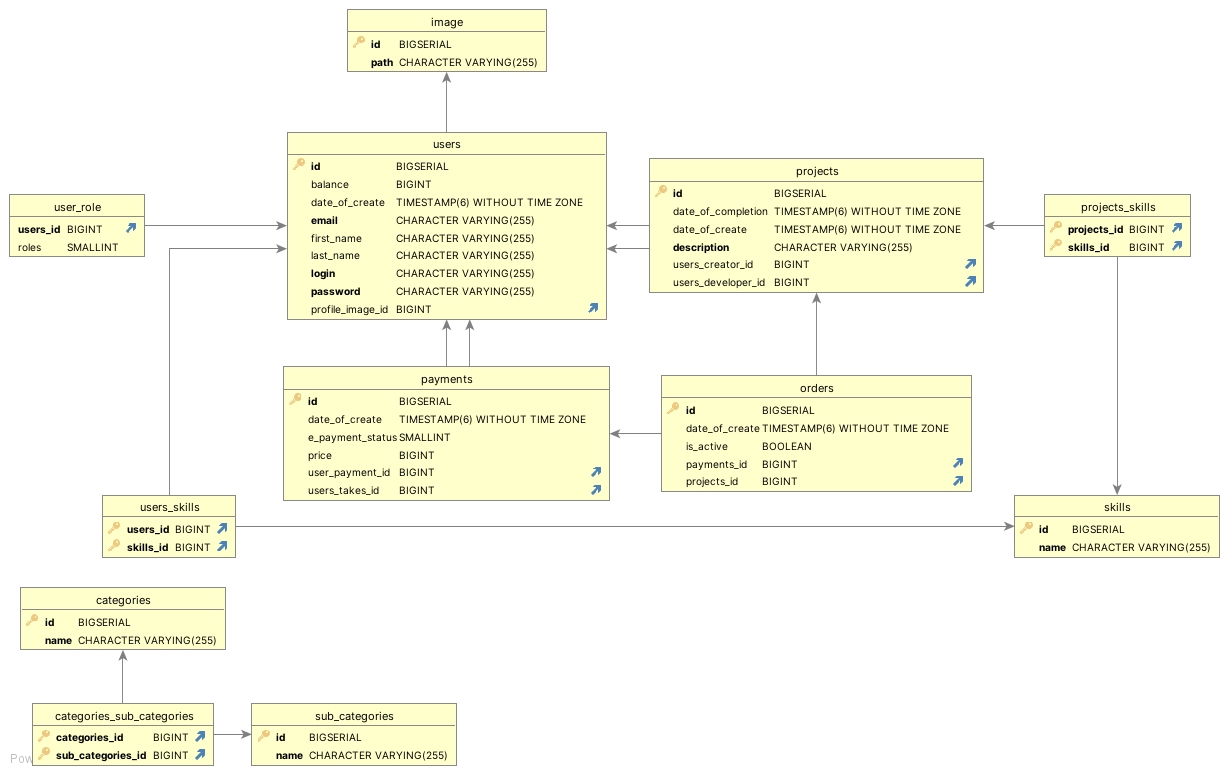 image
id BIGSERIAL
path CHARACTER VARYING(255)
users
id BIGSERIAL
balance BIGINT
date_of_create TIMESTAMP(6) WITHOUT TIME ZONE
email CHARACTER VARYING(255)
first_name CHARACTER VARYING(255)
last_name CHARACTER VARYING(255)
login CHARACTER VARYING(255)
password CHARACTER VARYING(255)
profile_image_id BIGINT
projects
id BIGSERIAL
date_of_completion TIMESTAMP(6) WITHOUT TIME ZONE
date_of_create TIMESTAMP(6) WITHOUT TIME ZONE
description CHARACTER VARYING(255)
users_creator_id BIGINT
users_developer_id BIGINT
user_role
users_id BIGINT
roles SMALLINT
projects_skills
projects_id BIGINT
skills_id BIGINT
payments
id BIGSERIAL
date_of_create TIMESTAMP(6) WITHOUT TIME ZONE
e_payment_status SMALLINT
price BIGINT
user_payment_id BIGINT
users_takes_id BIGINT
orders
id BIGSERIAL
date_of_create TIMESTAMP(6) WITHOUT TIME ZONE
is_active BOOLEAN
payments_id BIGINT
projects_id BIGINT
users_skills
users_id BIGINT
skills_id BIGINT
skills
id BIGSERIAL
name CHARACTER VARYING(255)
categories
id BIGSERIAL
name CHARACTER VARYING(255)
categories_sub_categories
categories_id BIGINT
sub_categories_id BIGINT
sub_categories
id BIGSERIAL
name CHARACTER VARYING(255)